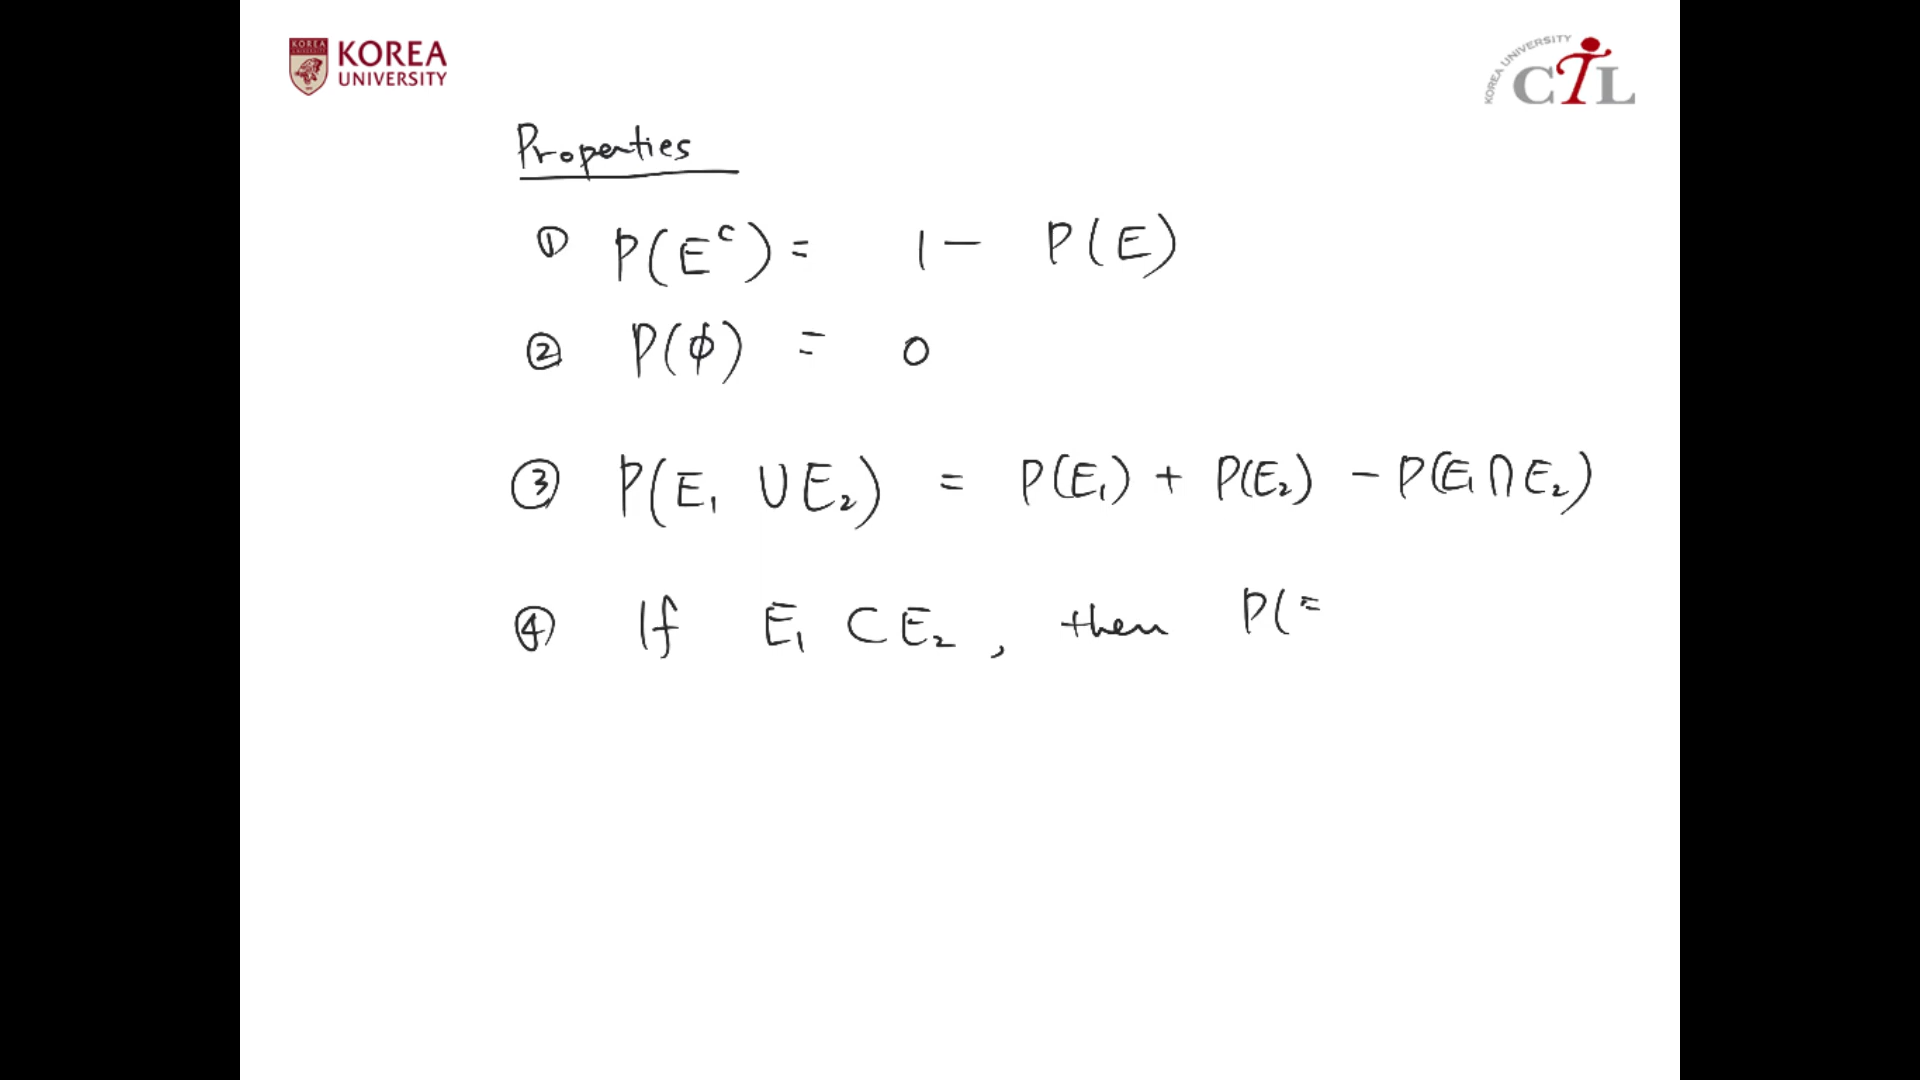 KOREA
UNIVERSITY
KOREA UNIVERSITY
CTL
Properties
① P(Eᶜ) = 1 - P(E)
② P(ϕ) = 0
③ P(E₁ ∪ E₂) = P(E₁) + P(E₂) - P(E₁ ∩ E₂)
④ If E₁ ⊂ E₂, then P(